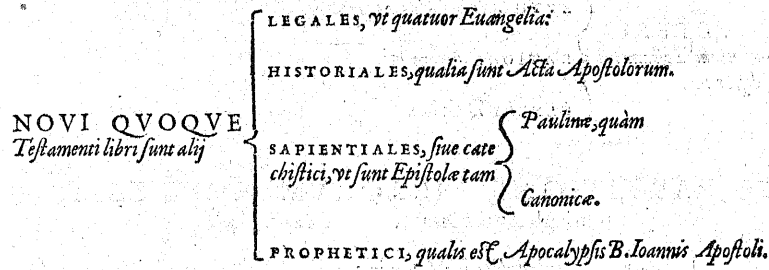 LEGALES, vt quatuor Euangelia:
HISTORIALES, qualia ſunt Acta Apoſtolorum.
NOVI QVOQVE
Teſtamenti libri ſunt alij
SAPIENTIALES, ſiue cate
chiſtici, vt ſunt Epiſtolæ tam
Paulinæ, quàm
Canonicæ.
PROPHETICI, qualis eſt Apocalypſis B. Ioannis Apoſtoli.